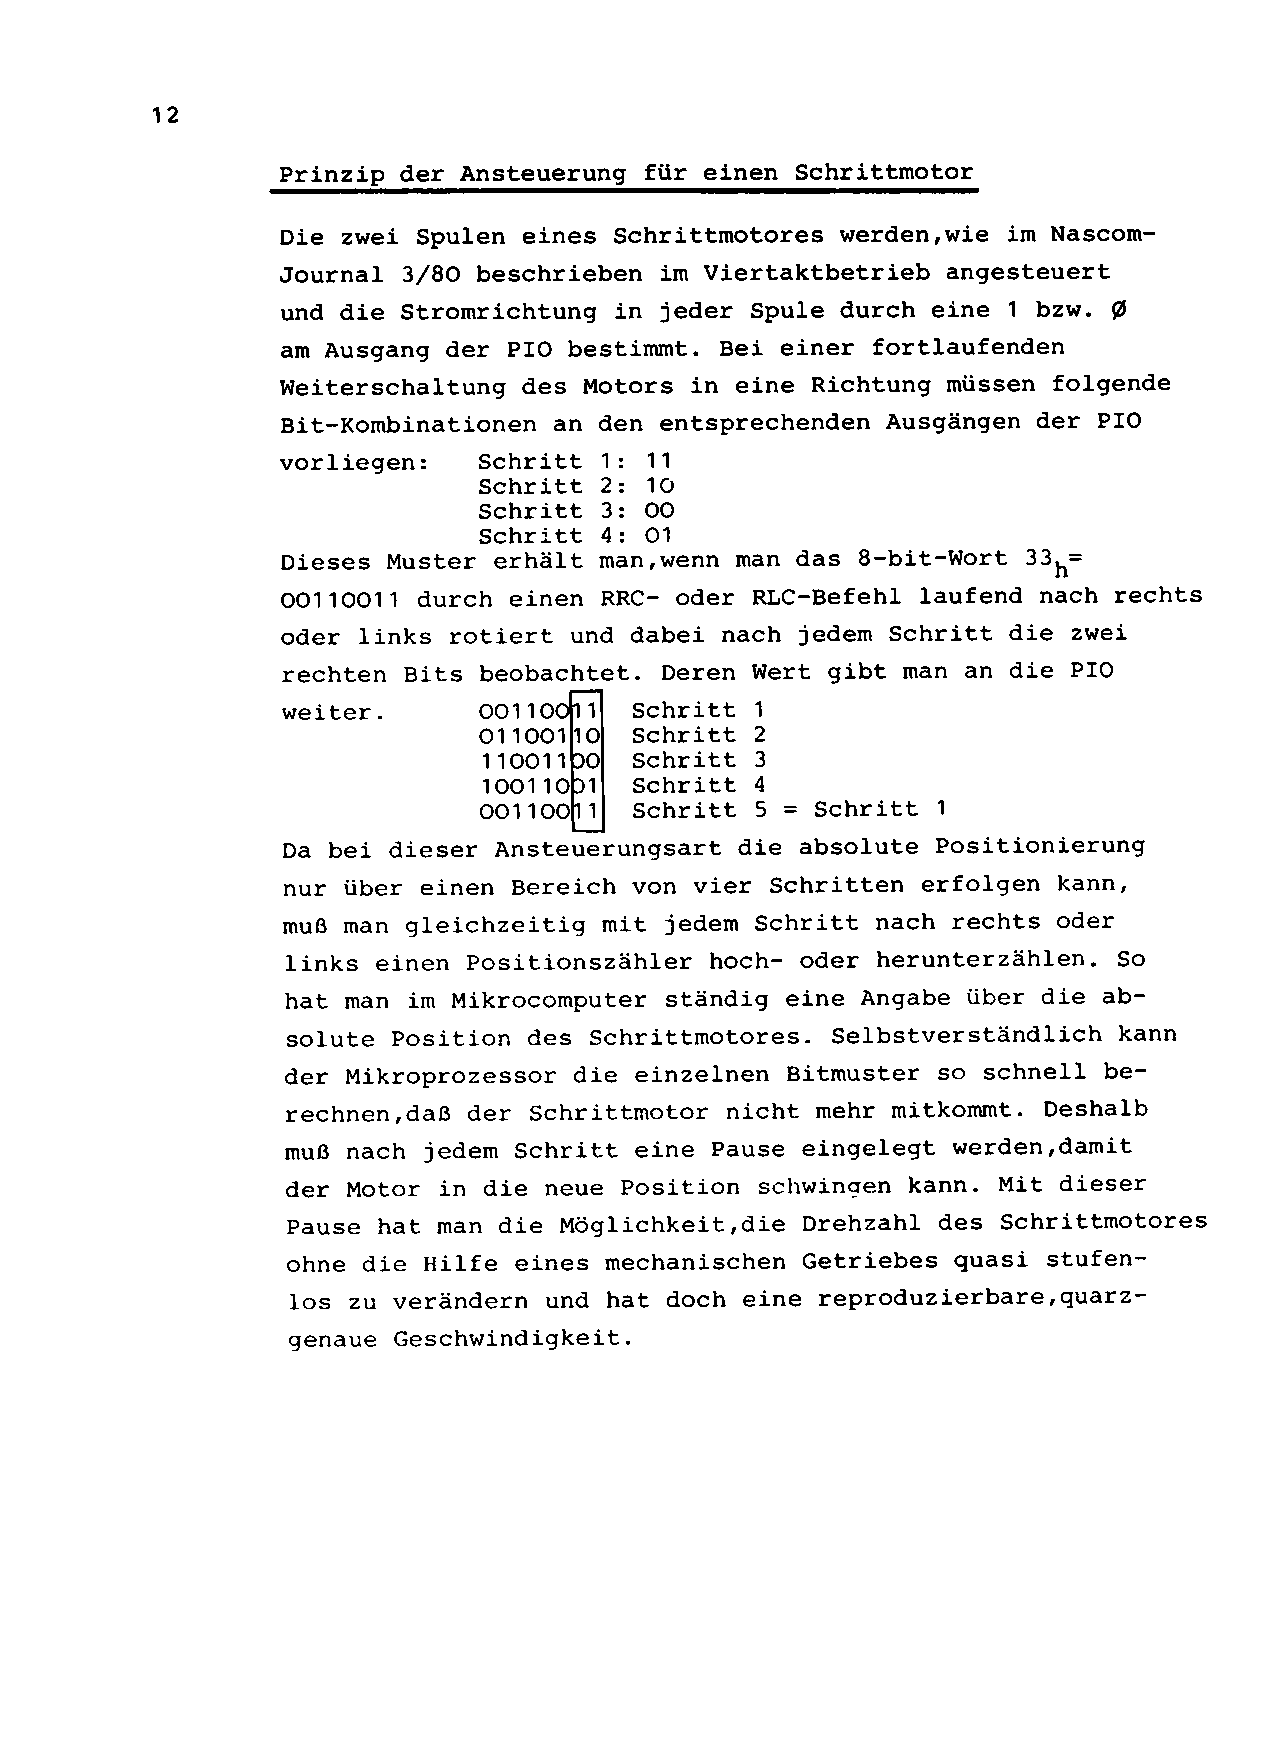 12
Prinzip der Ansteuerung für einen Schrittmotor
Die zwei Spulen eines Schrittmotores werden,wie im Nascom-
Journal 3/80 beschrieben im Viertaktbetrieb angesteuert
und die Stromrichtung in jeder Spule durch eine 1 bzw. Ø
am Ausgang der PIO bestimmt. Bei einer fortlaufenden
Weiterschaltung des Motors in eine Richtung müssen folgende
Bit-Kombinationen an den entsprechenden Ausgängen der PIO
vorliegen: Schritt 1: 11
Schritt 2: 10
Schritt 3: 00
Schritt 4: 01
Dieses Muster erhält man,wenn man das 8-bit-Wort 33h=
00110011 durch einen RRC- oder RLC-Befehl laufend nach rechts
oder links rotiert und dabei nach jedem Schritt die zwei
rechten Bits beobachtet. Deren Wert gibt man an die PIO
weiter. 00110011 Schritt 1
01100110 Schritt 2
11001100 Schritt 3
10011001 Schritt 4
00110011 Schritt 5 = Schritt 1
Da bei dieser Ansteuerungsart die absolute Positionierung
nur über einen Bereich von vier Schritten erfolgen kann,
muß man gleichzeitig mit jedem Schritt nach rechts oder
links einen Positionszähler hoch- oder herunterzählen. So
hat man im Mikrocomputer ständig eine Angabe über die ab-
solute Position des Schrittmotores. Selbstverständlich kann
der Mikroprozessor die einzelnen Bitmuster so schnell be-
rechnen,daß der Schrittmotor nicht mehr mitkommt. Deshalb
muß nach jedem Schritt eine Pause eingelegt werden,damit
der Motor in die neue Position schwingen kann. Mit dieser
Pause hat man die Möglichkeit,die Drehzahl des Schrittmotores
ohne die Hilfe eines mechanischen Getriebes quasi stufen-
los zu verändern und hat doch eine reproduzierbare,quarz-
genaue Geschwindigkeit.